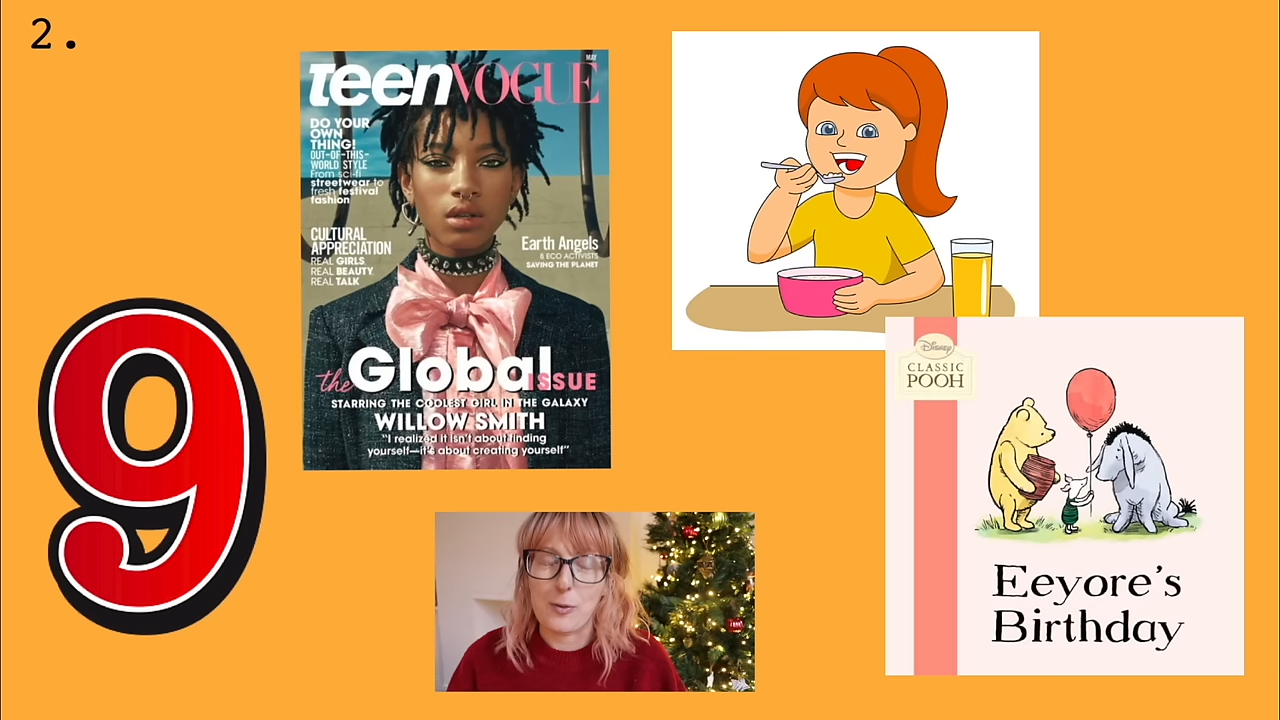 2.
teenVOGUE
MAY
DO YOUR
OWN
THING!
OUT-OF-THIS-
WORLD STYLE
From sci-fi
streetwear to
fresh festival
fashion
CULTURAL
APPRECIATION
REAL GIRLS
REAL BEAUTY
REAL TALK
Earth Angels
6 ECO ACTIVISTS
SAVING THE PLANET
the Global ISSUE
STARRING THE COOLEST GIRL IN THE GALAXY
WILLOW SMITH
"I realized it isn't about finding
yourself—it's about creating yourself"
9
Disney
CLASSIC
POOH
Eeyore's
Birthday